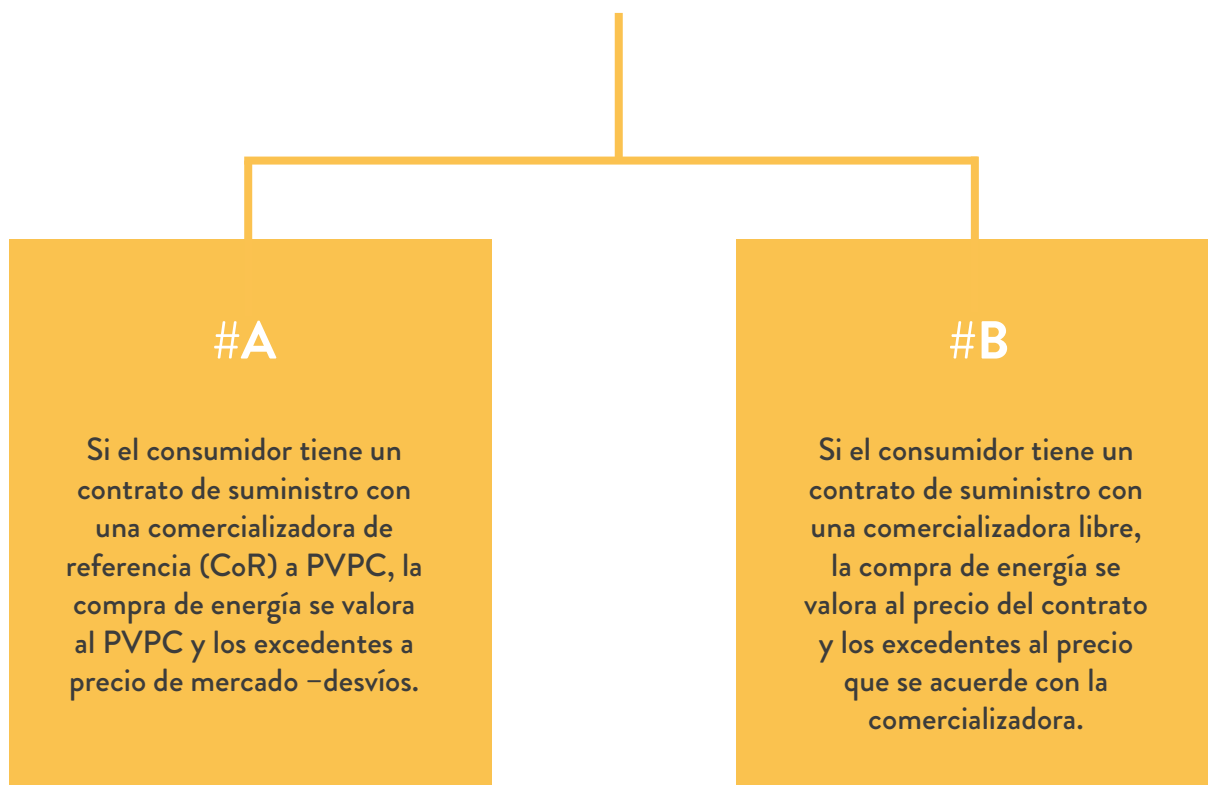 #A
Si el consumidor tiene un
contrato de suministro con
una comercializadora de
referencia (CoR) a PVPC, la
compra de energía se valora
al PVPC y los excedentes a
precio de mercado –desvíos.
#B
Si el consumidor tiene un
contrato de suministro con
una comercializadora libre,
la compra de energía se
valora al precio del contrato
y los excedentes al precio
que se acuerde con la
comercializadora.